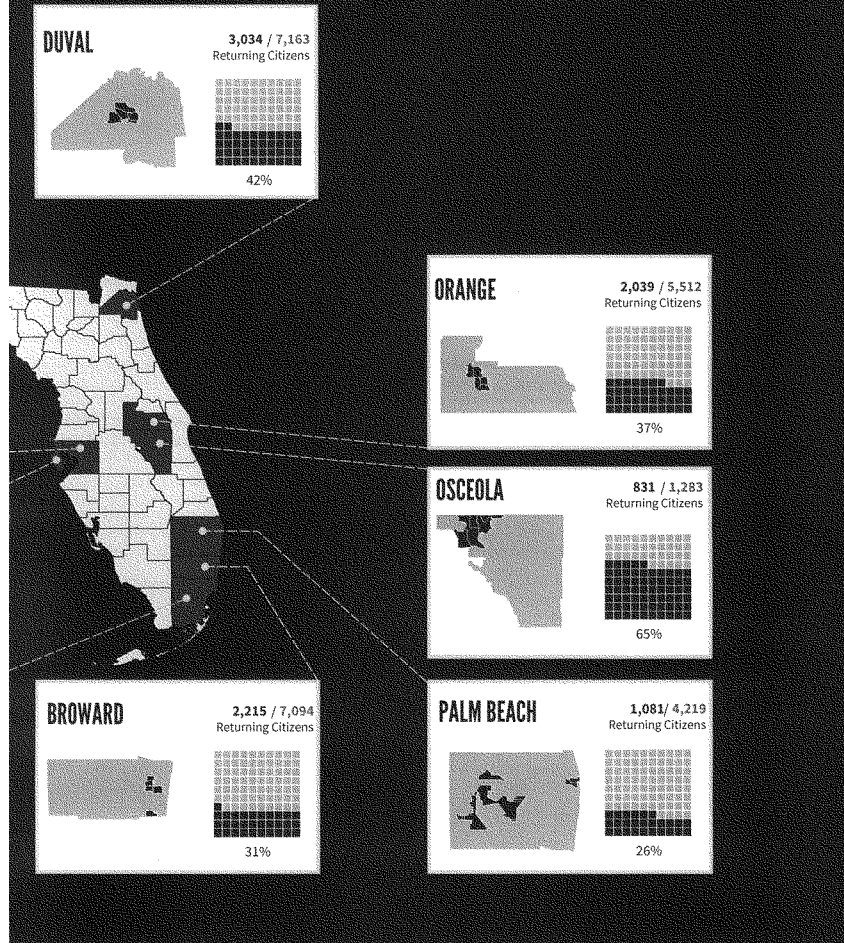 DUVAL
3,034 / 7,163
Returning Citizens
42%
ORANGE
2,039 / 5,512
Returning Citizens
37%
OSCEOLA
831 / 1,283
Returning Citizens
65%
BROWARD
2,215 / 7,094
Returning Citizens
31%
PALM BEACH
1,081/ 4,219
Returning Citizens
26%